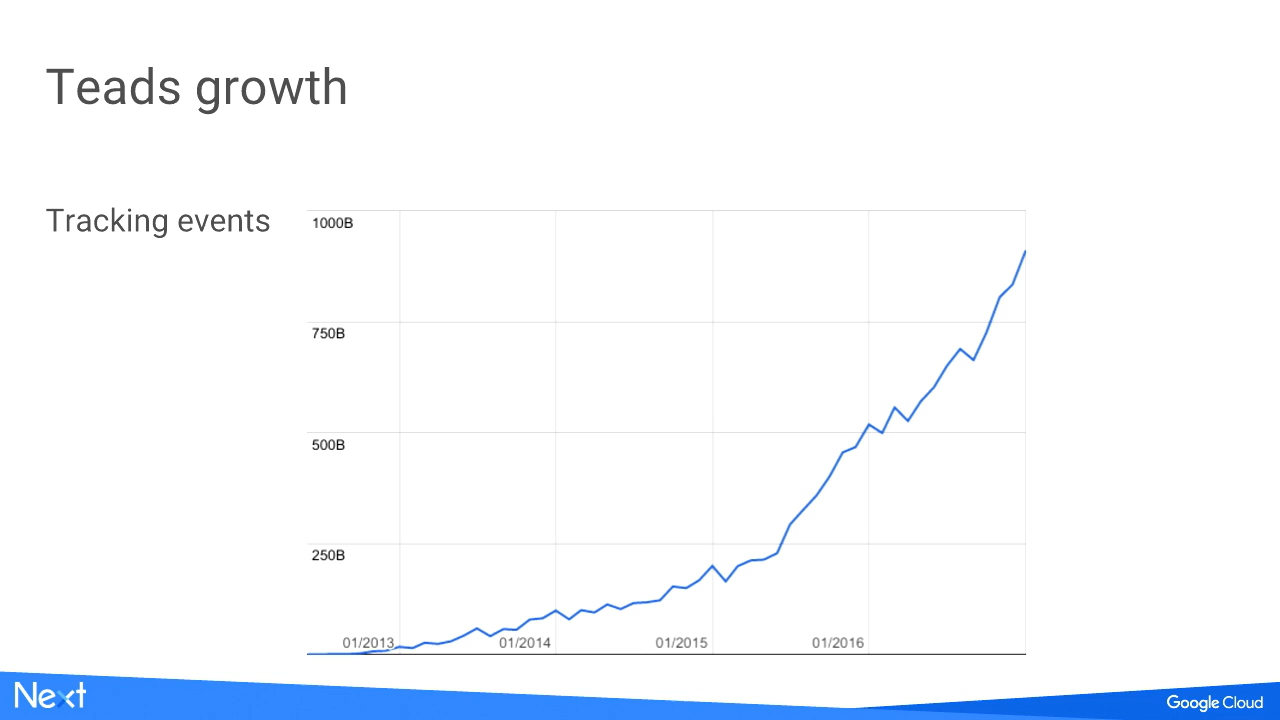 Teads growth
Tracking events
1000B
750B
500B
250B
01/2013
01/2014
01/2015
01/2016
Next
Google Cloud